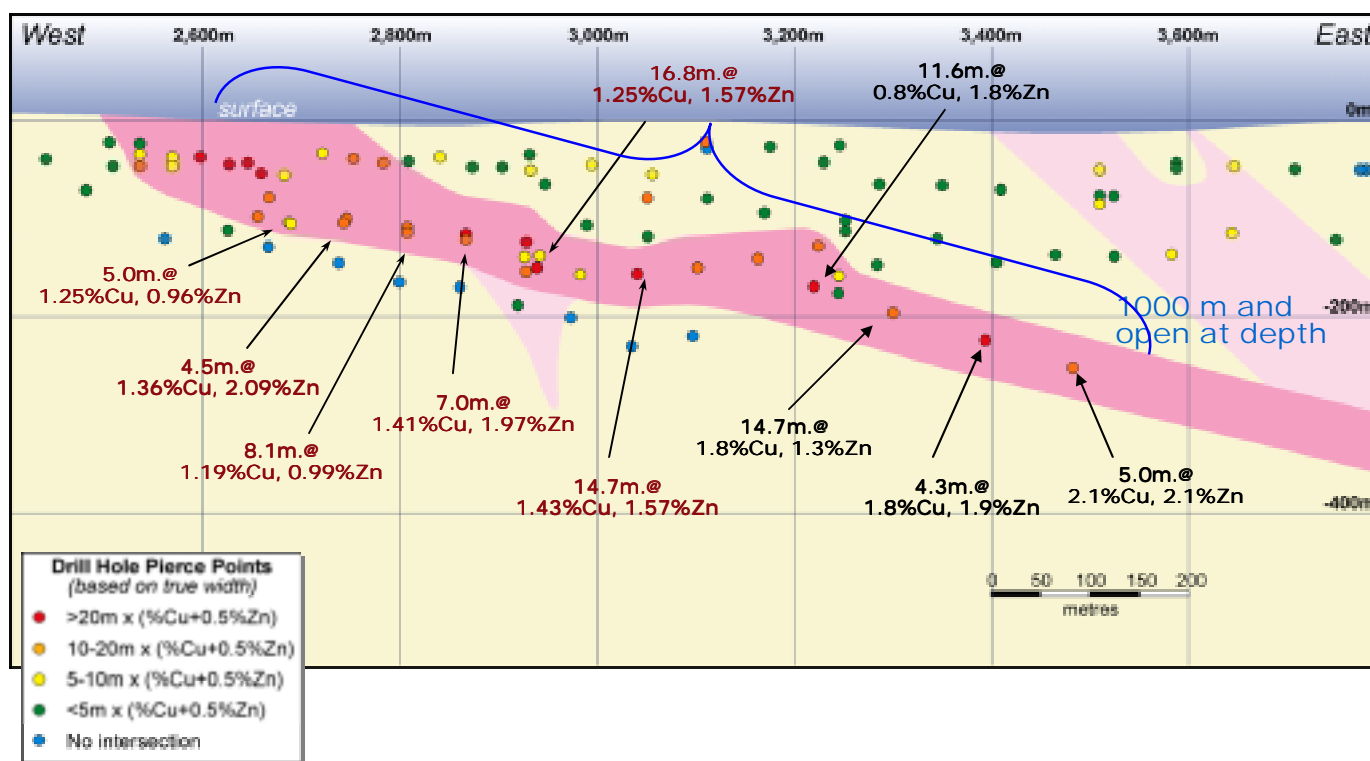 West
2,600m
2,800m
3,000m
3,200m
3,400m
3,600m
East
surface
0m
16.8m.@
1.25%Cu, 1.57%Zn
11.6m.@
0.8%Cu, 1.8%Zn
5.0m.@
1.25%Cu, 0.96%Zn
4.5m.@
1.36%Cu, 2.09%Zn
8.1m.@
1.19%Cu, 0.99%Zn
7.0m.@
1.41%Cu, 1.97%Zn
14.7m.@
1.43%Cu, 1.57%Zn
14.7m.@
1.8%Cu, 1.3%Zn
4.3m.@
1.8%Cu, 1.9%Zn
5.0m.@
2.1%Cu, 2.1%Zn
1000 m and
open at depth
-200m
-400m
0 50 100 150 200
metres
Drill Hole Pierce Points
(based on true width)
>20m x (%Cu+0.5%Zn)
10-20m x (%Cu+0.5%Zn)
5-10m x (%Cu+0.5%Zn)
<5m x (%Cu+0.5%Zn)
No intersection